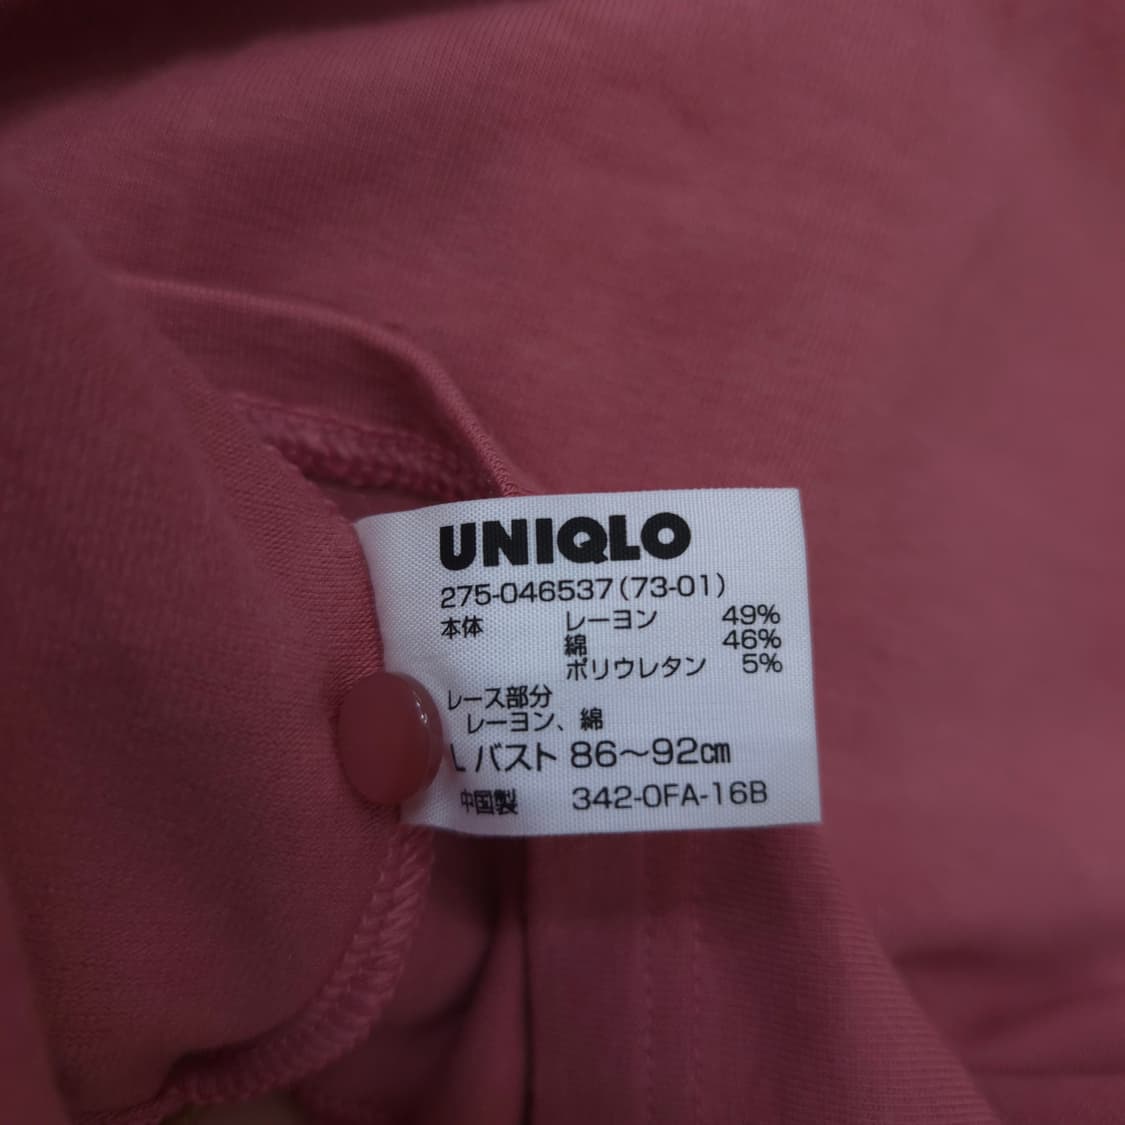 UNIQLO
275-046537(73-01)
本体 レーヨン 49%
綿 46%
ポリウレタン 5%
レース部分
レーヨン、綿
L バスト 86~92cm
中国製 342-0FA-16B